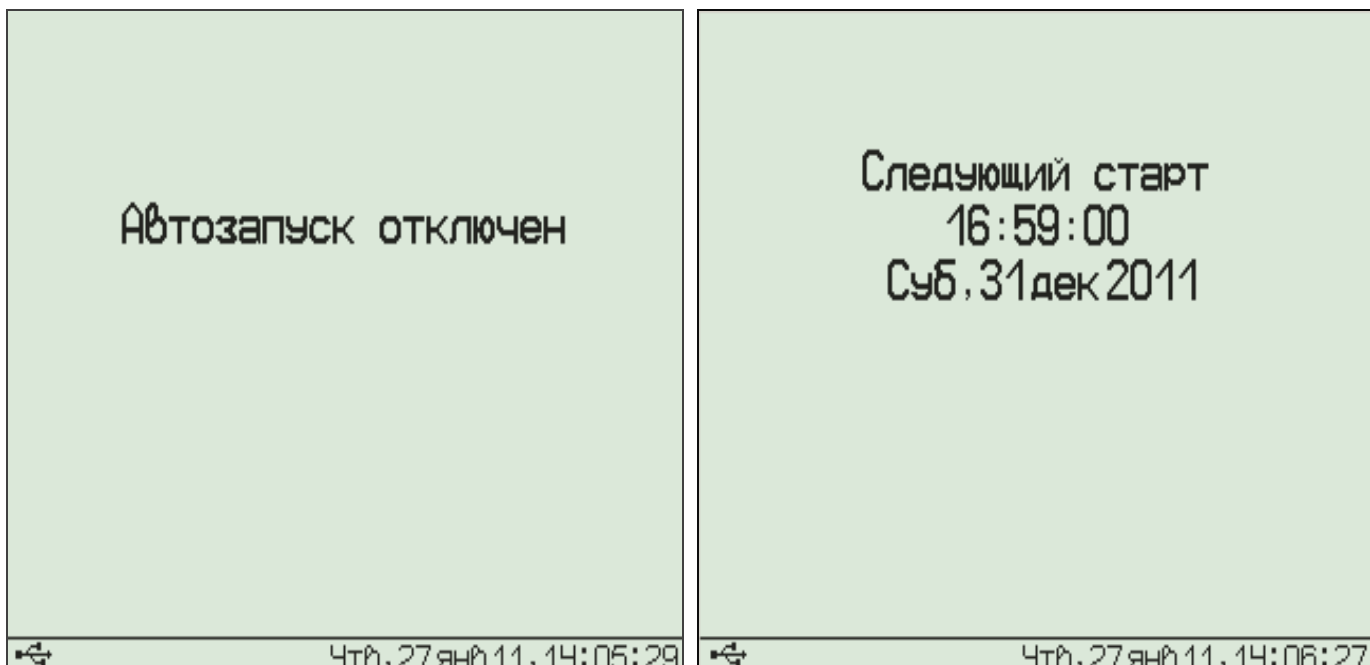 Автозапуск отключен
Чтв,27янв11,14:05:29
Следующий старт
16:59:00
Суб,31дек2011
Чтв,27янв11,14:06:27